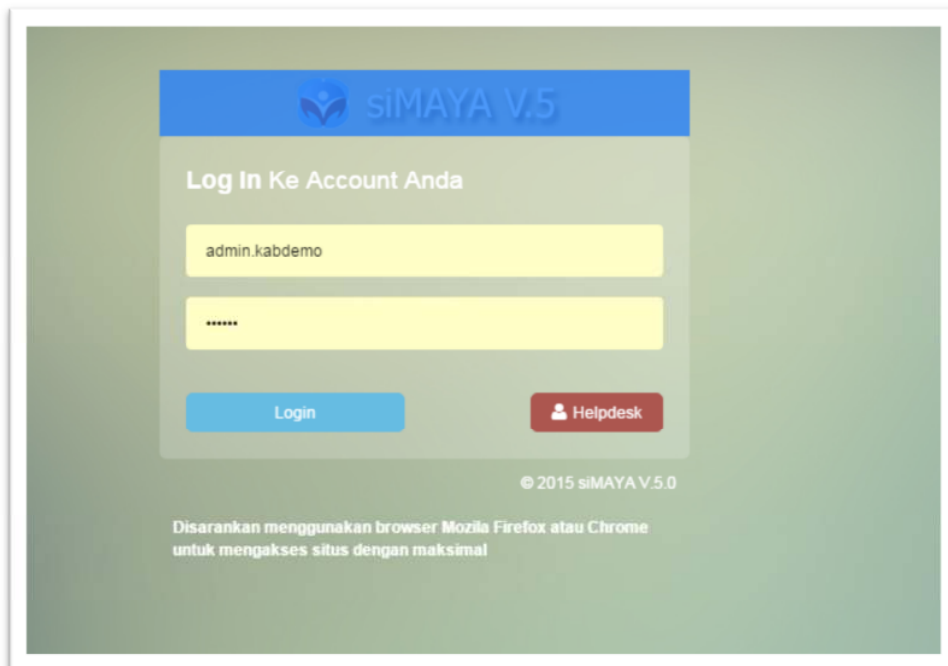 siMAYA V.5
Log In Ke Account Anda
admin.kabdemo
••••••
Login
Helpdesk
© 2015 siMAYA V.5.0
Disarankan menggunakan browser Mozila Firefox atau Chrome
untuk mengakses situs dengan maksimal